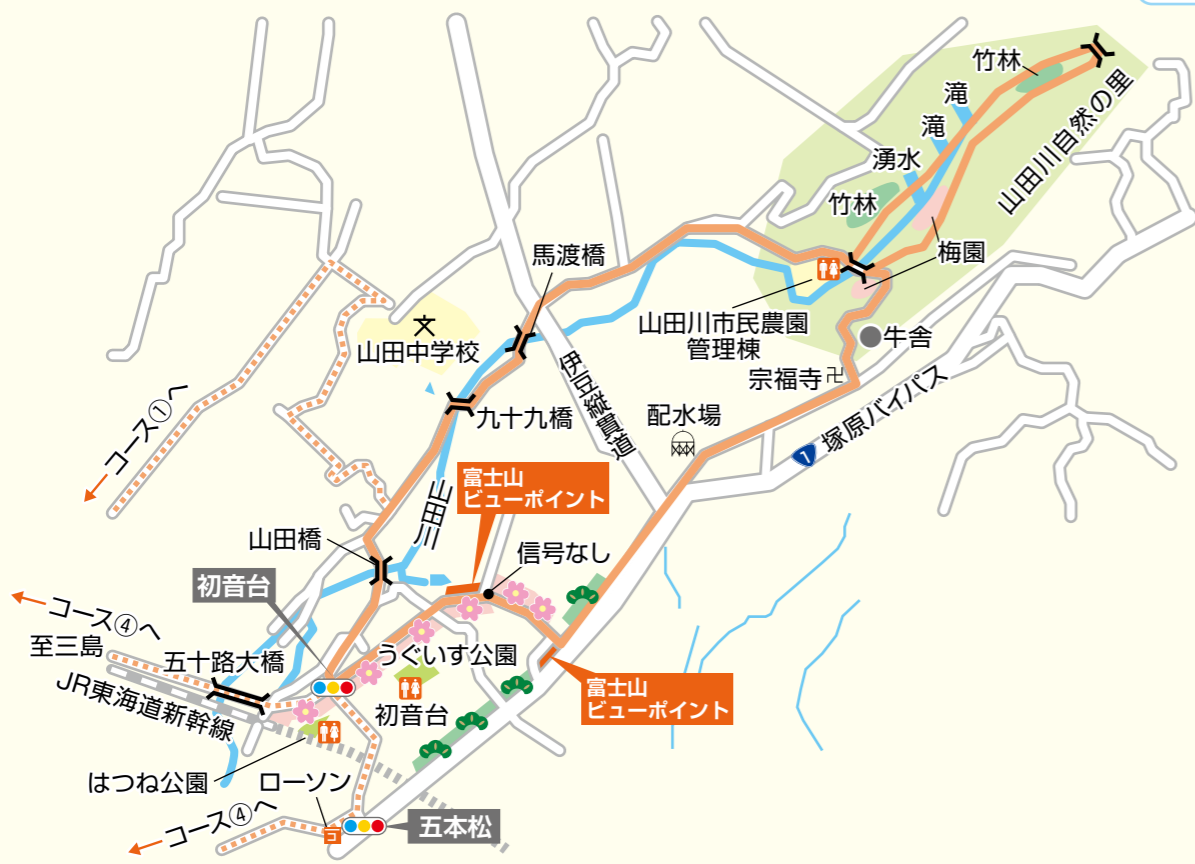 竹林
滝
滝
湧水
竹林
山田川自然の里
梅園
馬渡橋
山田川市民農園
管理棟
牛舎
宗福寺
卍
文
山田中学校
伊豆縦貫道
九十九橋
配水場
1
塚原バイパス
コース①へ
富士山
ビューポイント
山田川
山田橋
信号なし
初音台
コース④へ
至三島
五十路大橋
うぐいす公園
JR東海道新幹線
初音台
富士山
ビューポイント
はつね公園
ローソン
コース④へ
コ
五本松